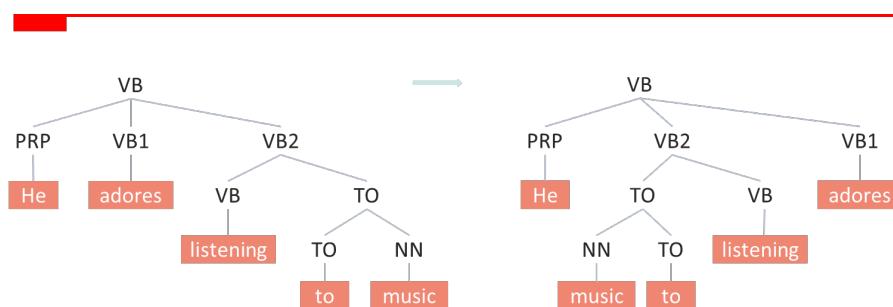 VB VB
PRP VB1 VB2 PRP VB2 VB1
He adores VB TO He TO VB adores
listening TO NN NN TO listening
to music music to